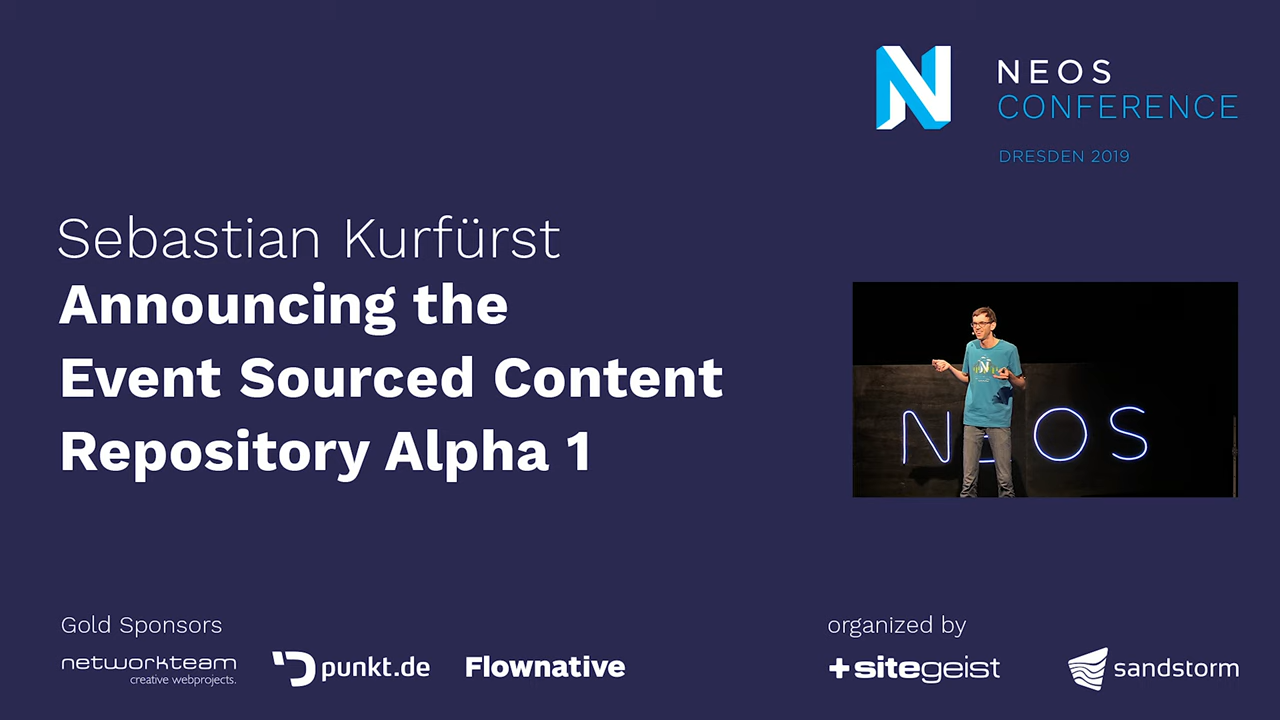 NEOS
CONFERENCE
DRESDEN 2019
Sebastian Kurfürst
Announcing the
Event Sourced Content
Repository Alpha 1
NEOS
Gold Sponsors
networkteam
creative webprojects.
punkt.de
Flownative
organized by
+sitegeist
sandstorm